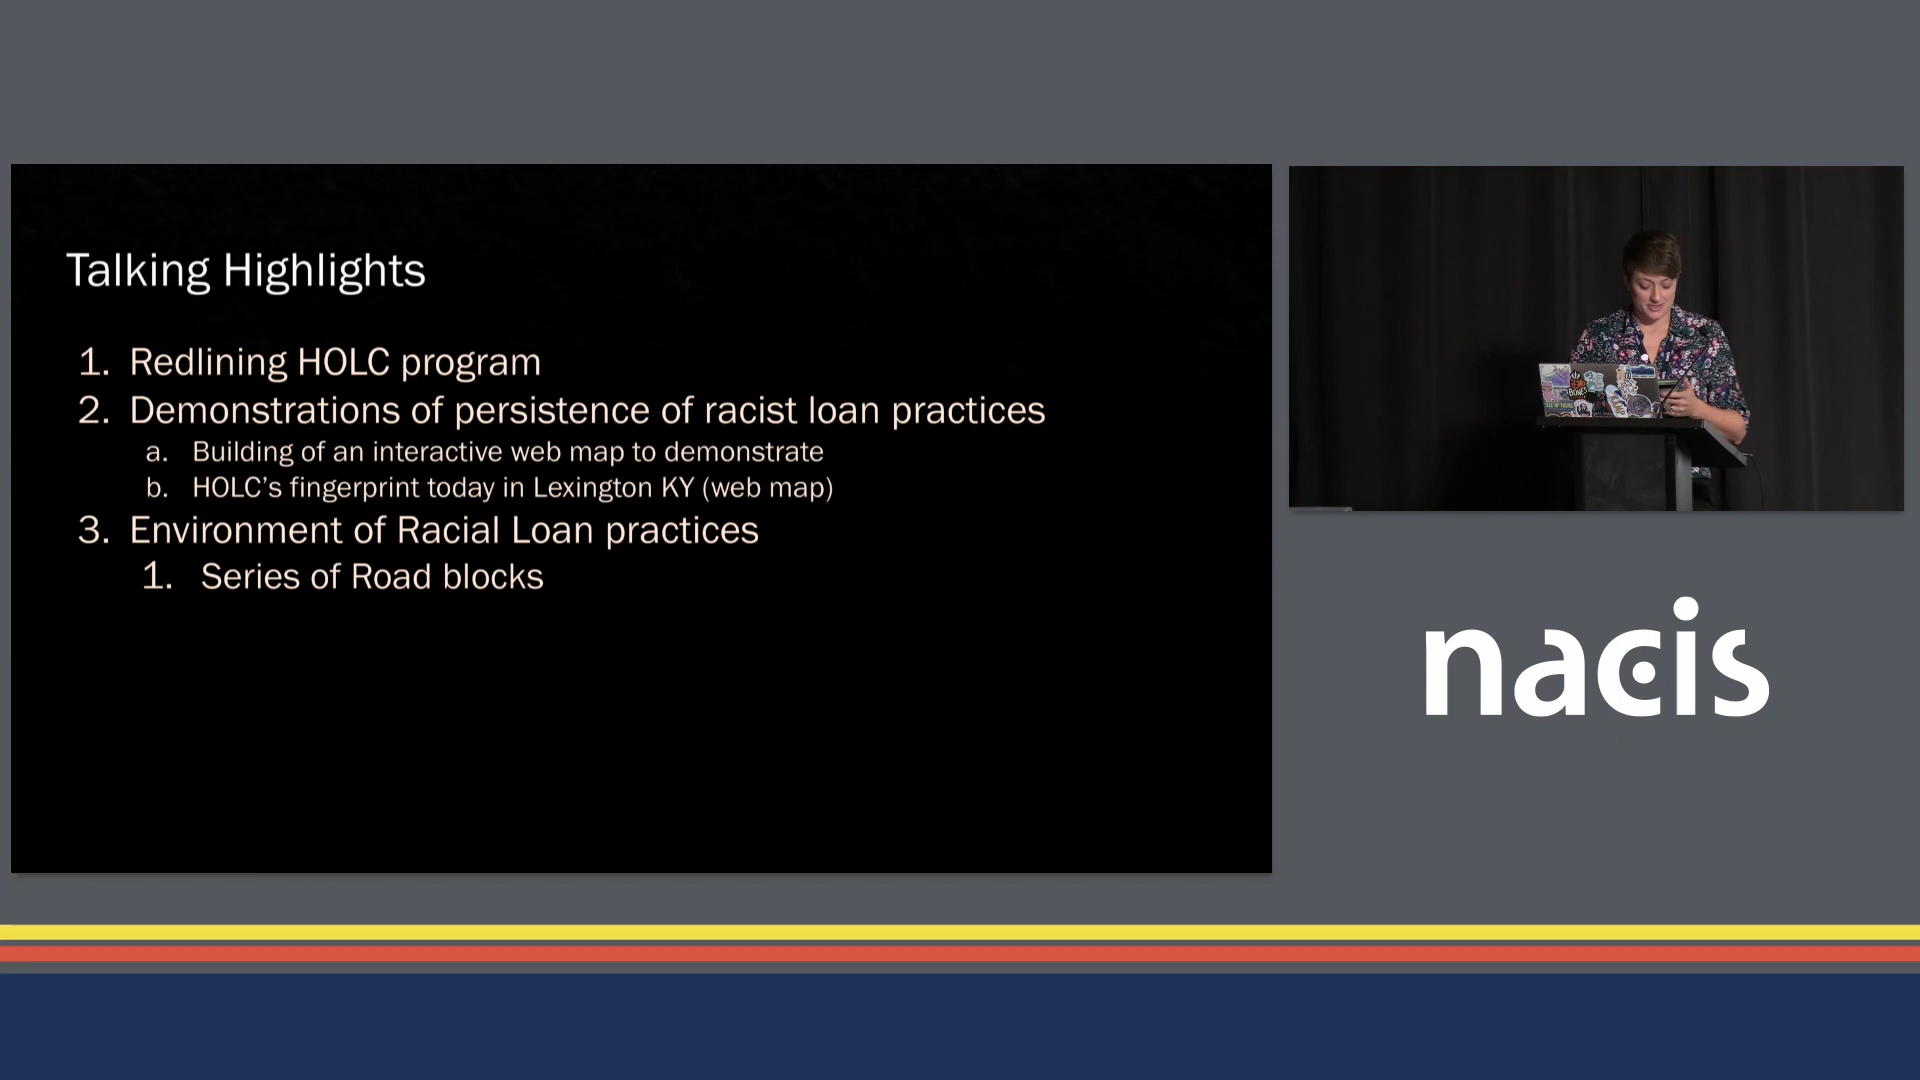 Talking Highlights
1. Redlining HOLC program
2. Demonstrations of persistence of racist loan practices
a. Building of an interactive web map to demonstrate
b. HOLC’s fingerprint today in Lexington KY (web map)
3. Environment of Racial Loan practices
1. Series of Road blocks
nacis